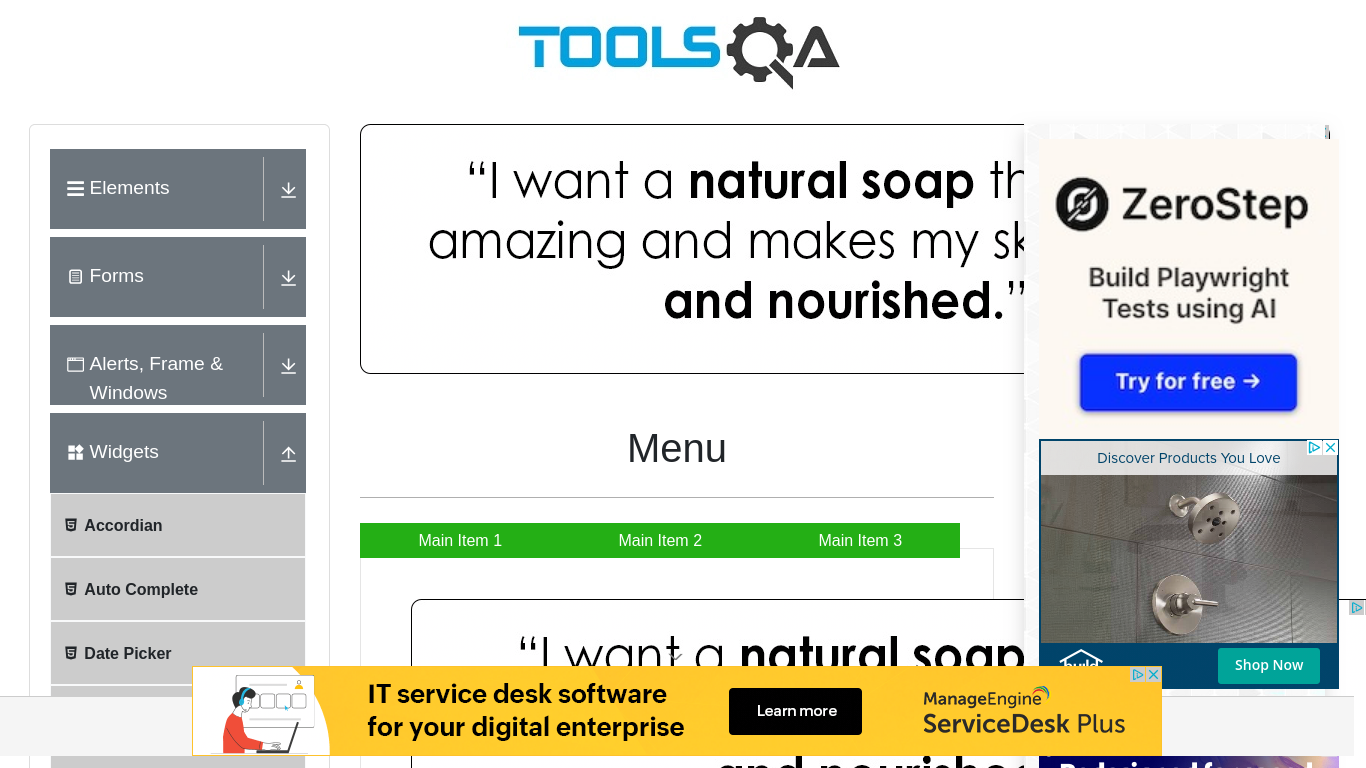 TOOLSQA
Elements
Forms
Alerts, Frame &
Windows
Widgets
Accordian
Auto Complete
Date Picker
“I want a natural soap th
amazing and makes my sk
and nourished.”
Menu
Main Item 1
Main Item 2
Main Item 3
“I want a natural soap
and nourished
ZeroStep
Build Playwright
Tests using AI
Try for free →
Discover Products You Love
build
Shop Now
IT service desk software
for your digital enterprise
Learn more
ManageEngine
ServiceDesk Plus